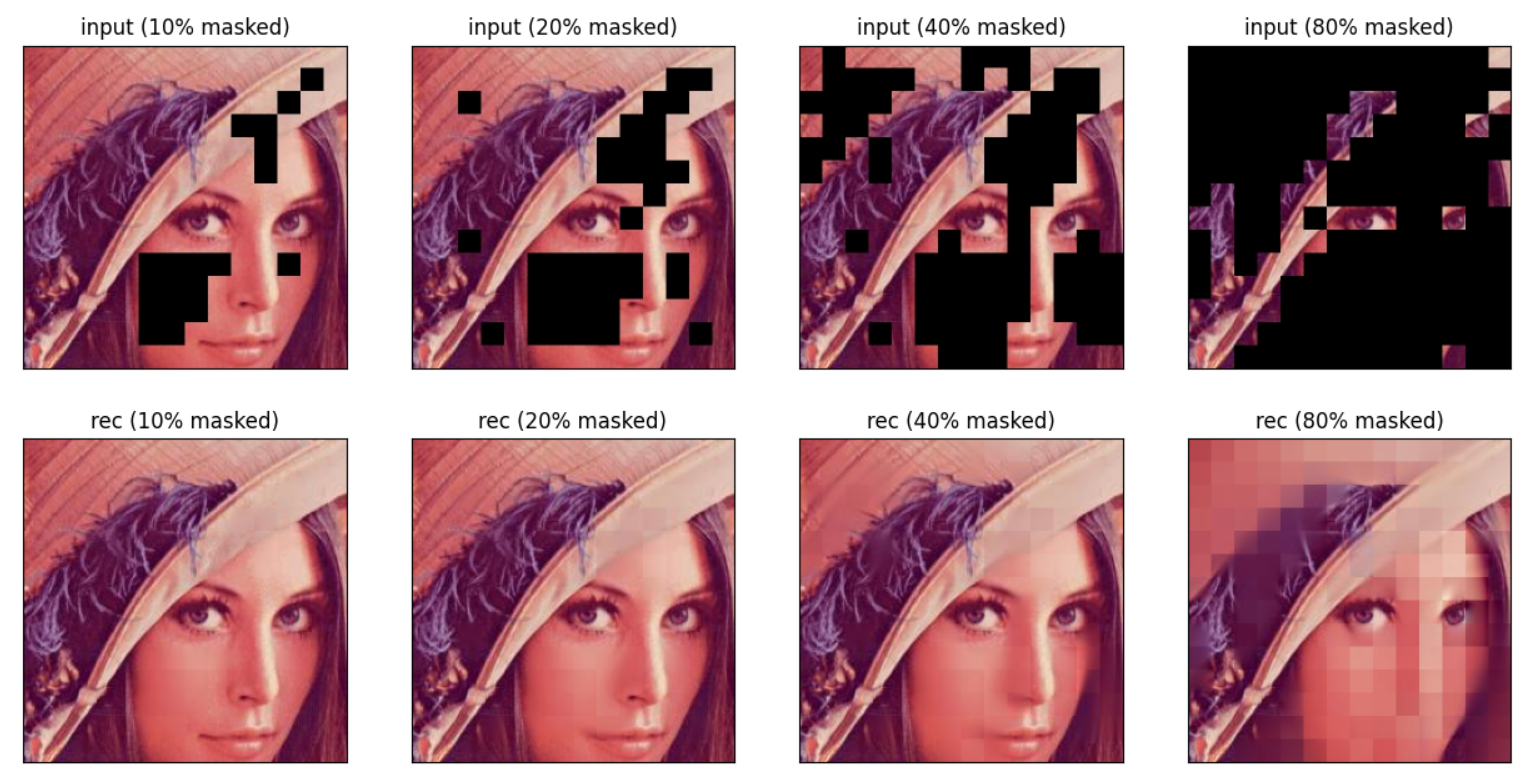 input (10% masked)
input (20% masked)
input (40% masked)
input (80% masked)
rec (10% masked)
rec (20% masked)
rec (40% masked)
rec (80% masked)